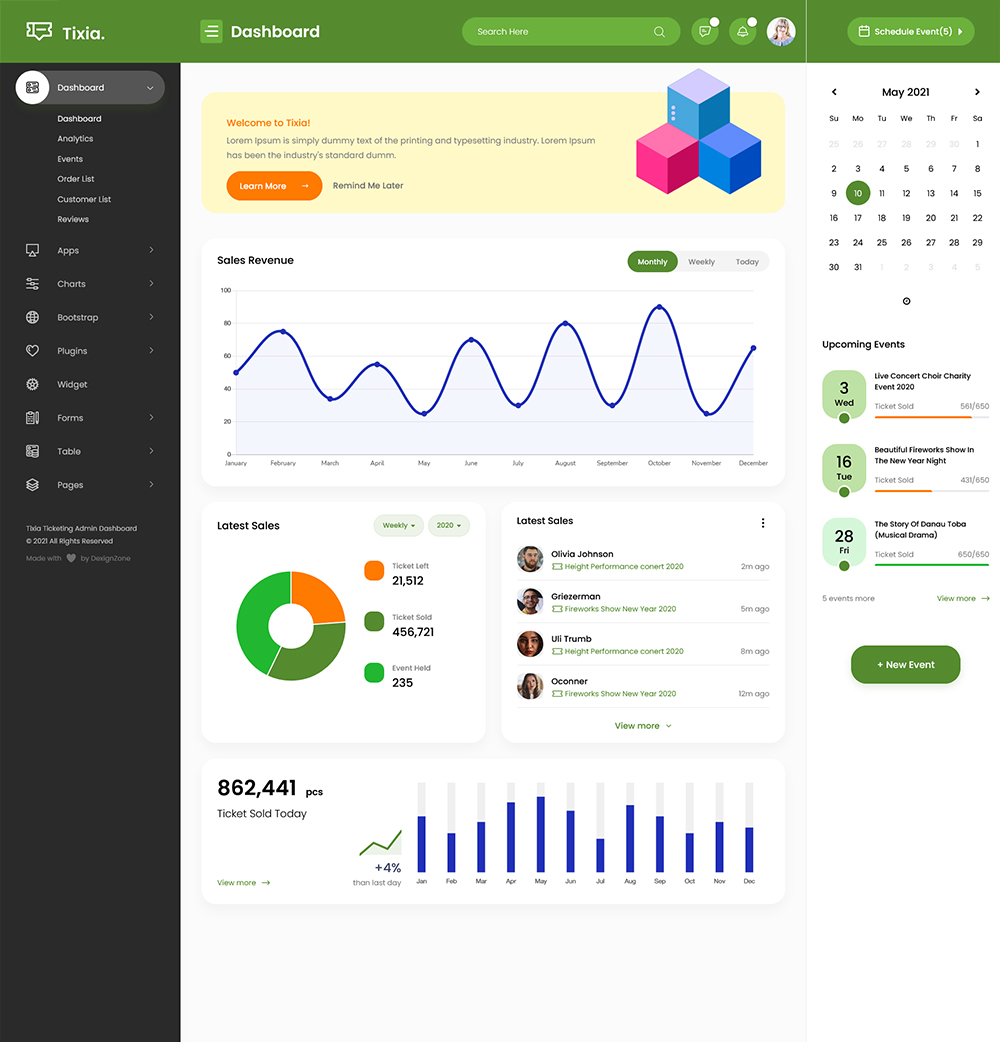 Tixia.
Dashboard
Search Here
Schedule Event(5)
Dashboard
Dashboard
Analytics
Events
Order List
Customer List
Reviews
Apps
Charts
Bootstrap
Plugins
Widget
Forms
Table
Pages
Tixia Ticketing Admin Dashboard
© 2021 All Rights Reserved
Made with by DexignZone
Welcome to Tixia!
Lorem Ipsum is simply dummy text of the printing and typesetting industry. Lorem Ipsum
has been the industry's standard dumm.
Learn More
Remind Me Later
Sales Revenue
Monthly Weekly Today
100
80
60
40
20
0
January February March April May June July August September October November December
Latest Sales
Weekly 2020
Ticket Left
21,512
Ticket Sold
456,721
Event Held
235
Latest Sales
Olivia Johnson
Height Performance conert 2020 2m ago
Griezerman
Fireworks Show New Year 2020 5m ago
Uli Trumb
Height Performance conert 2020 8m ago
Oconner
Fireworks Show New Year 2020 12m ago
View more
862,441 pcs
Ticket Sold Today
View more
+4%
than last day
Jan Feb Mar Apr May Jun Jul Aug Sep Oct Nov Dec
May 2021
Su Mo Tu We Th Fr Sa
25 26 27 28 29 30 1
2 3 4 5 6 7 8
9 10 11 12 13 14 15
16 17 18 19 20 21 22
23 24 25 26 27 28 29
30 31 1 2 3 4 5
Upcoming Events
3
Wed
Live Concert Choir Charity
Event 2020
Ticket Sold 561/650
16
Tue
Beautiful Fireworks Show In
The New Year Night
Ticket Sold 431/650
28
Fri
The Story Of Danau Toba
(Musical Drama)
Ticket Sold 650/650
5 events more View more
+ New Event